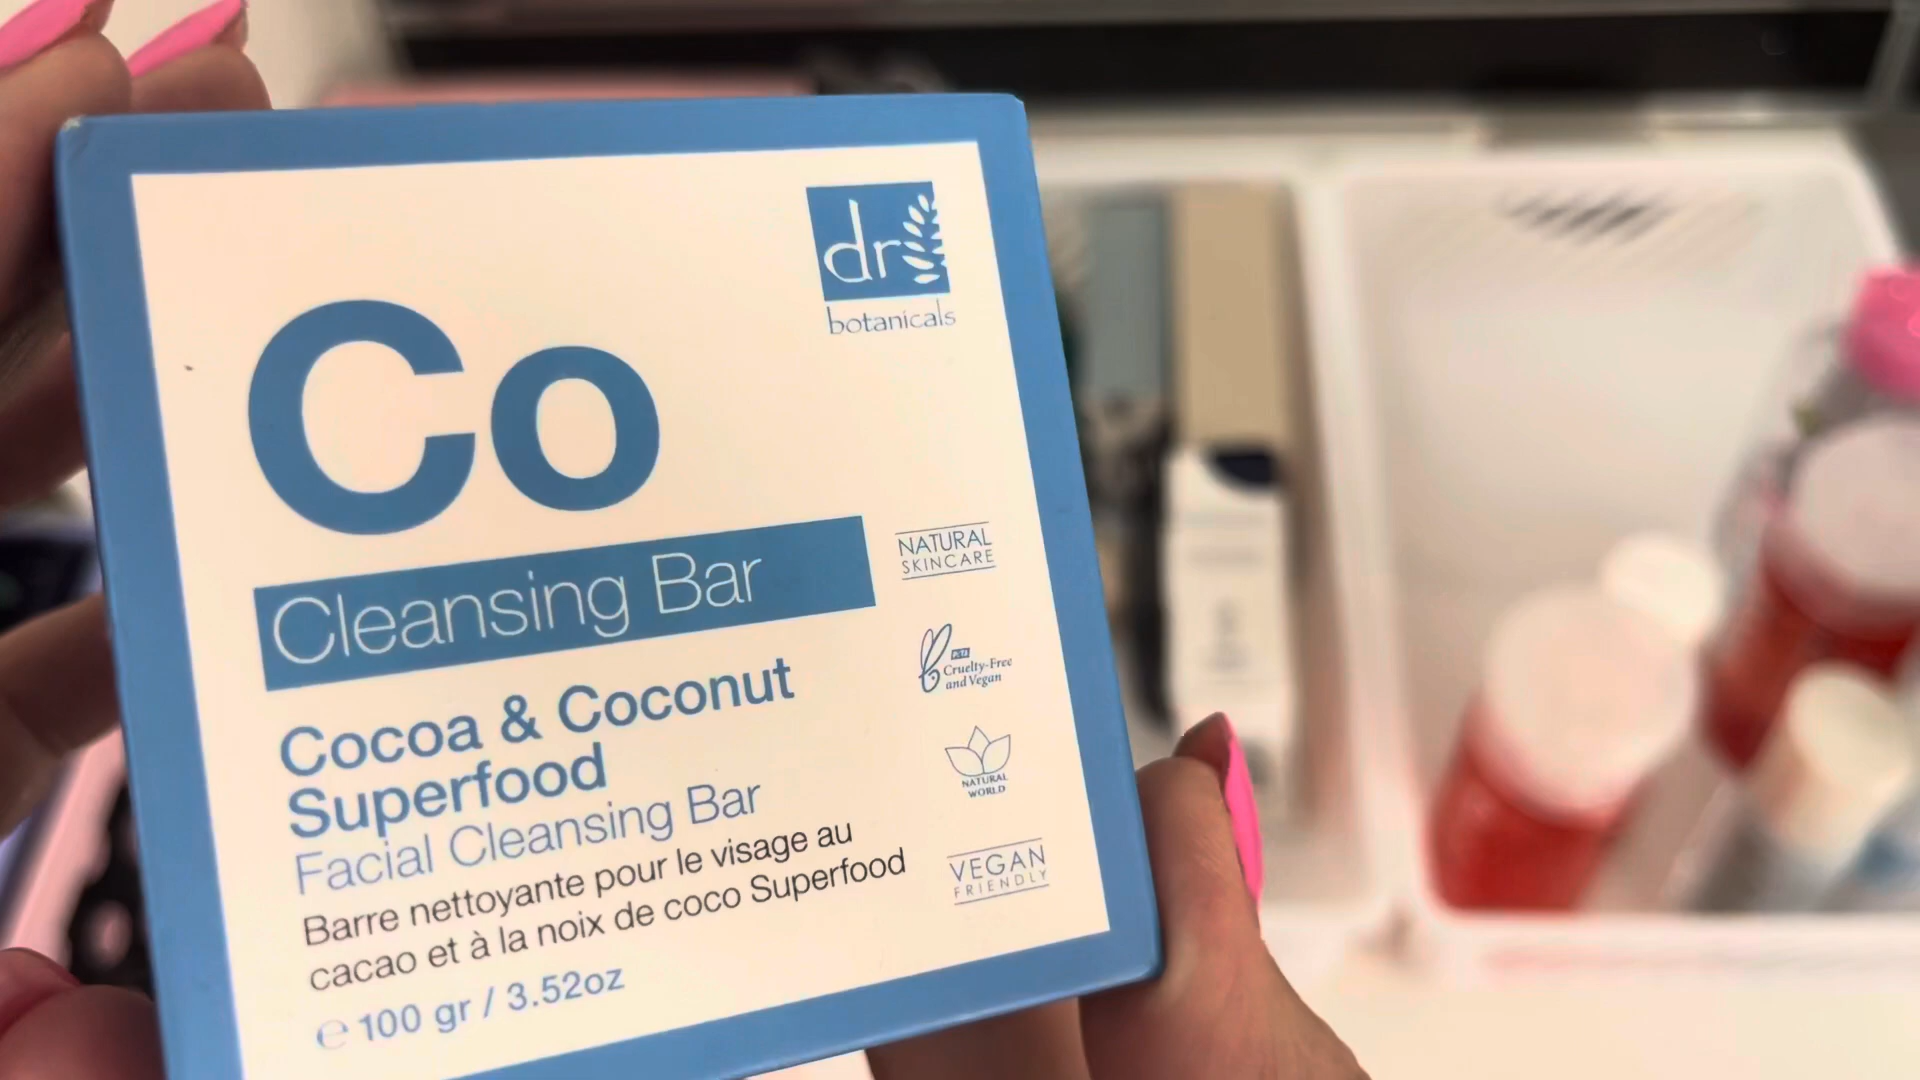 dr
botanicals
Co
Cleansing Bar
Cocoa & Coconut
Superfood
Facial Cleansing Bar
Barre nettoyante pour le visage au
cacao et à la noix de coco Superfood
℮ 100 gr / 3.52oz
NATURAL
SKINCARE
PETA
Cruelty-Free
and Vegan
NATURAL
WORLD
VEGAN
FRIENDLY